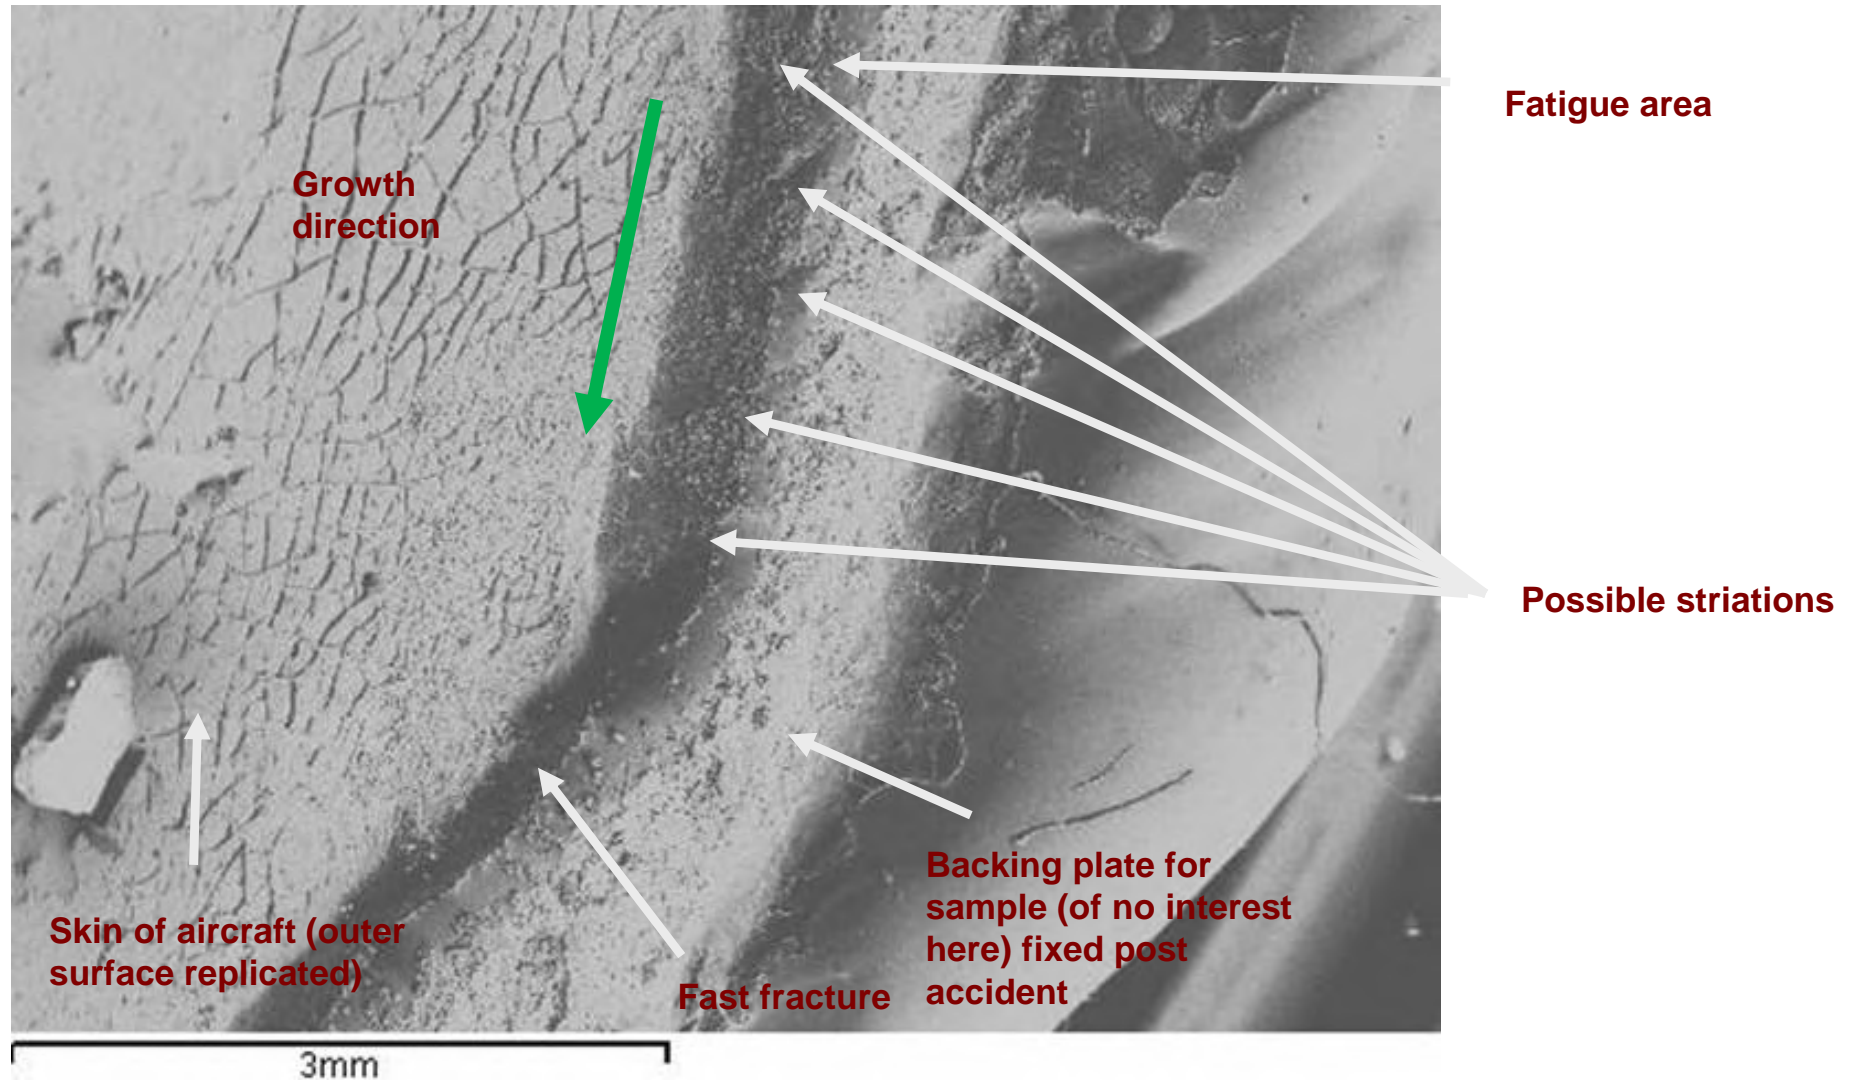 Fatigue area
Growth
direction
Possible striations
Backing plate for
sample (of no interest
here) fixed post
accident
Skin of aircraft (outer
surface replicated)
Fast fracture
3mm